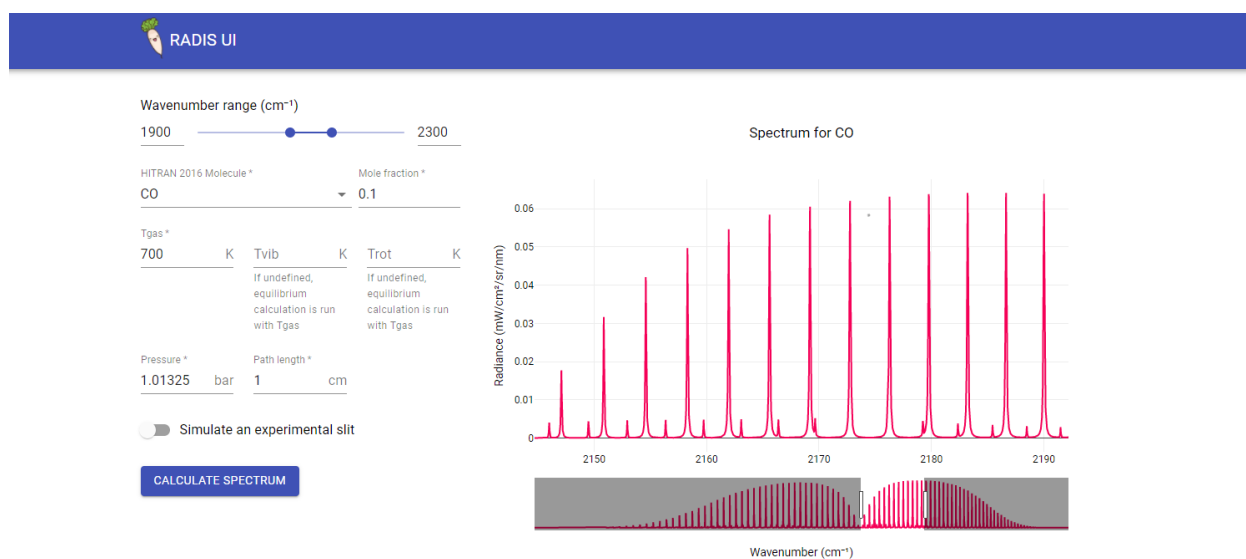 RADIS UI
Wavenumber range (cm⁻¹)
1900
2300
HITRAN 2016 Molecule *
CO
Mole fraction *
0.1
Tgas *
700 K
Tvib K
Trot K
If undefined,
equilibrium
calculation is run
with Tgas
If undefined,
equilibrium
calculation is run
with Tgas
Pressure *
1.01325 bar
Path length *
1 cm
Simulate an experimental slit
CALCULATE SPECTRUM
Spectrum for CO
Radiance (mW/cm²/sr/nm)
0.06
0.05
0.04
0.03
0.02
0.01
0
2150 2160 2170 2180 2190
Wavenumber (cm⁻¹)